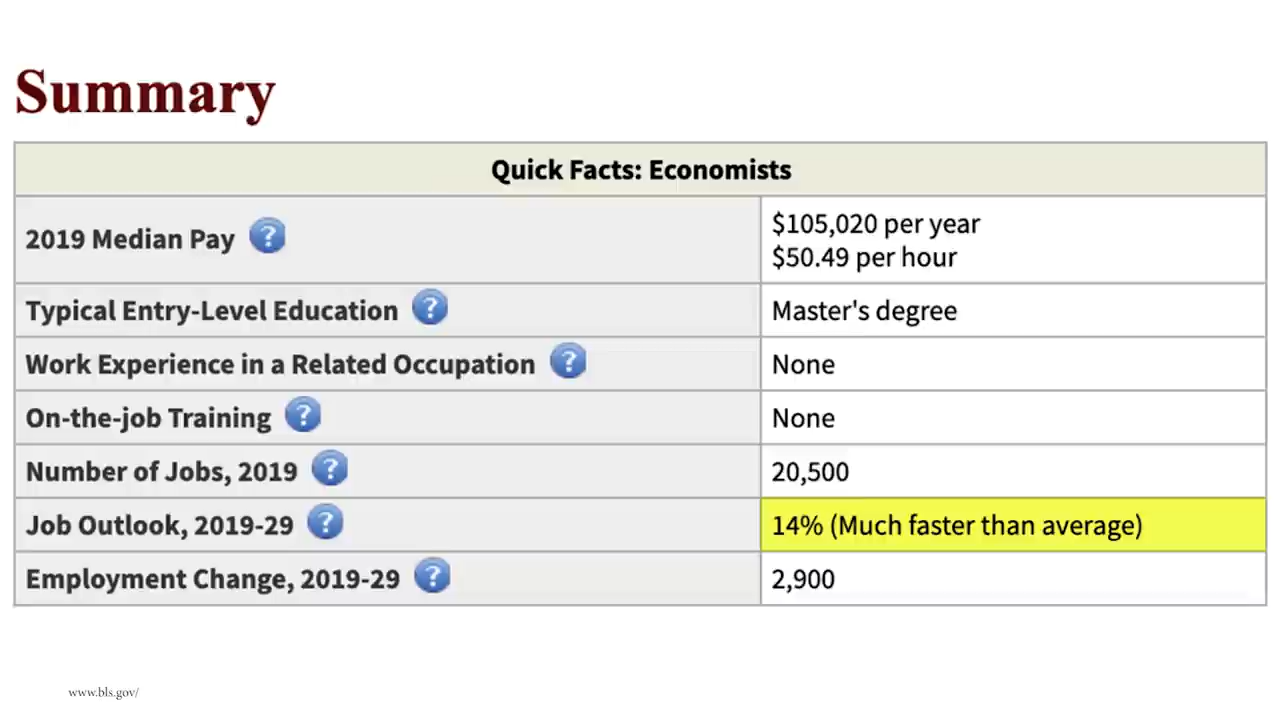 Summary
Quick Facts: Economists
2019 Median Pay ?
$105,020 per year
$50.49 per hour
Typical Entry-Level Education ?
Master's degree
Work Experience in a Related Occupation ?
None
On-the-job Training ?
None
Number of Jobs, 2019 ?
20,500
Job Outlook, 2019-29 ?
14% (Much faster than average)
Employment Change, 2019-29 ?
2,900
www.bls.gov/